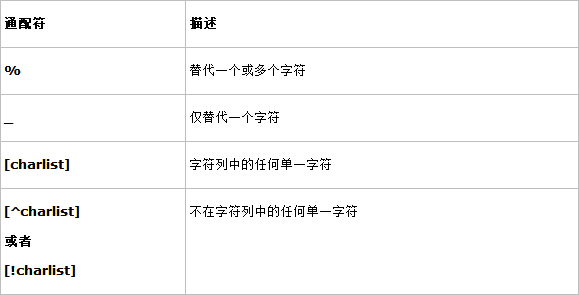 通配符 描述
% 替代一个或多个字符
_ 仅替代一个字符
[charlist] 字符列中的任何单一字符
[^charlist] 不在字符列中的任何单一字符
或者
[!charlist]